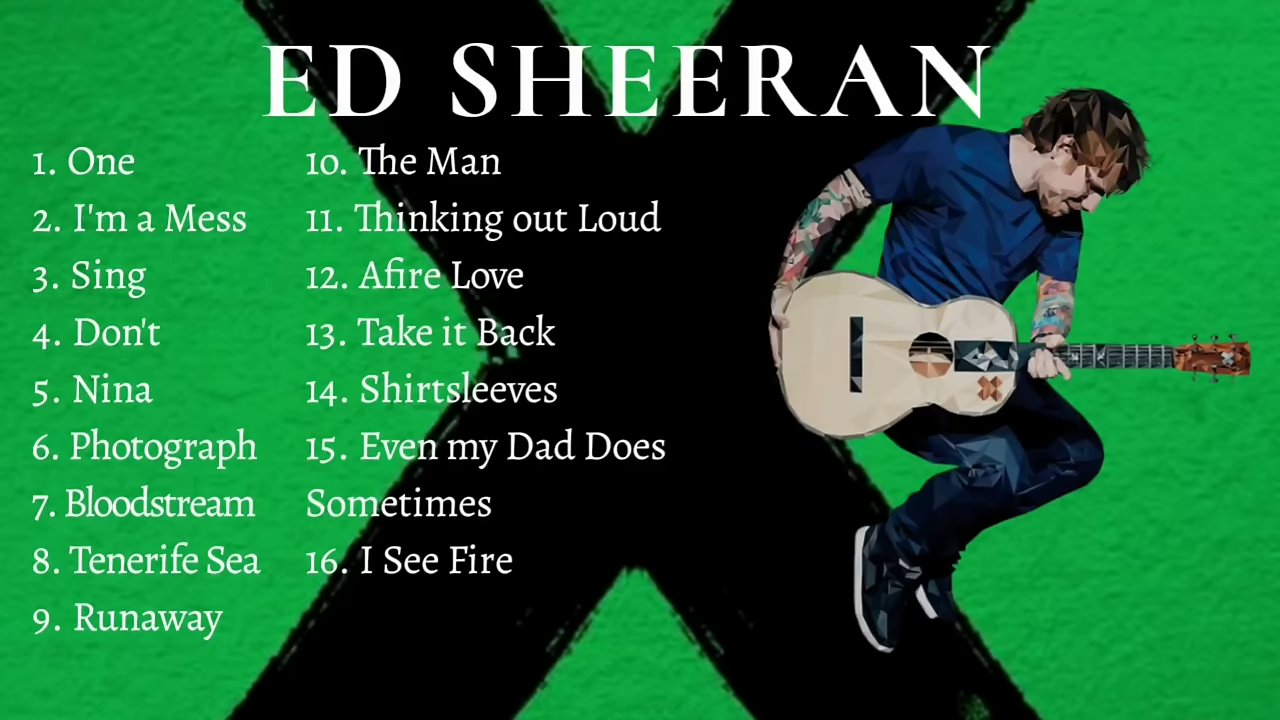 ED SHEERAN
1. One
2. I'm a Mess
3. Sing
4. Don't
5. Nina
6. Photograph
7. Bloodstream
8. Tenerife Sea
9. Runaway
10. The Man
11. Thinking out Loud
12. Afire Love
13. Take it Back
14. Shirtsleeves
15. Even my Dad Does
Sometimes
16. I See Fire